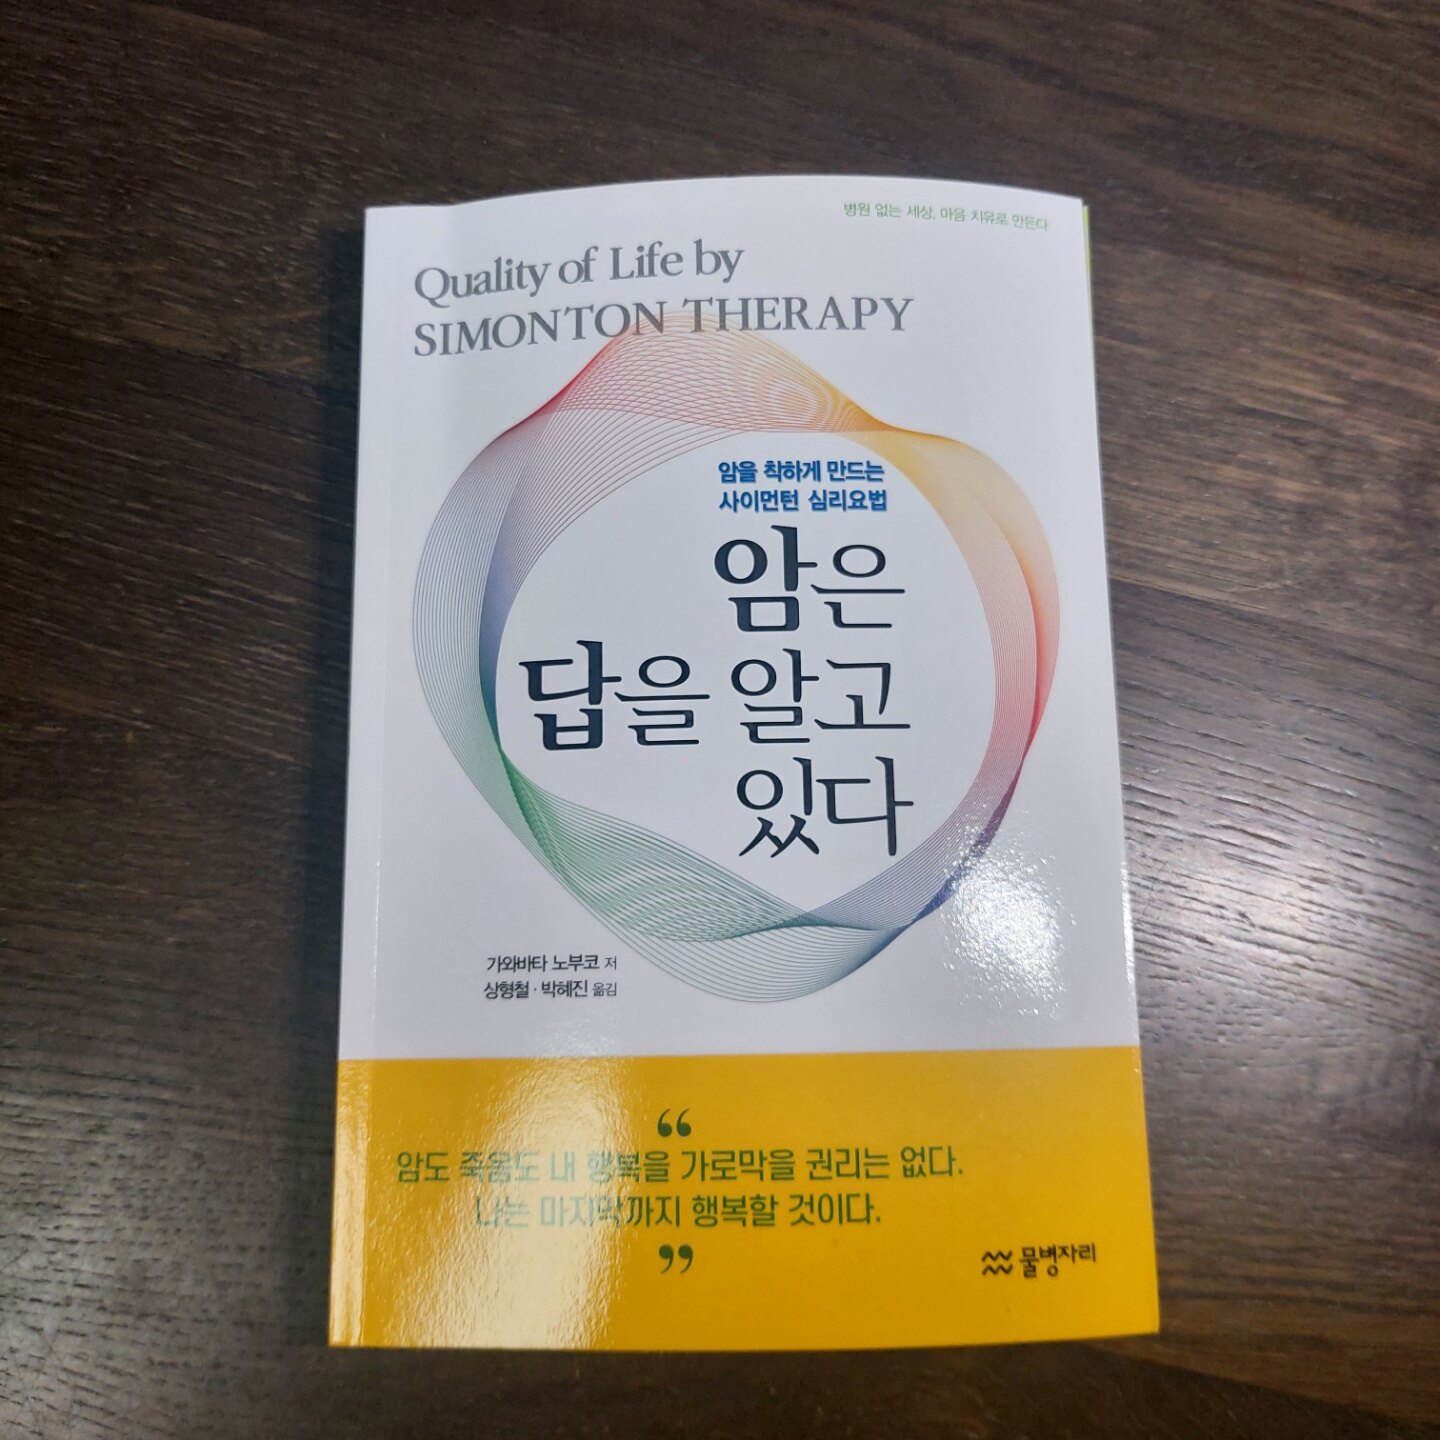 병원 없는 세상, 마음 치유로 만든다
Quality of Life by
SIMONTON THERAPY
암을 착하게 만드는
사이먼턴 심리요법
암은
답을 알고
있다
가와바타 노부코 저
상형철·박혜진 옮김
“
암도 죽음도 내 행복을 가로막을 권리는 없다.
나는 마지막까지 행복할 것이다.
”
물병자리